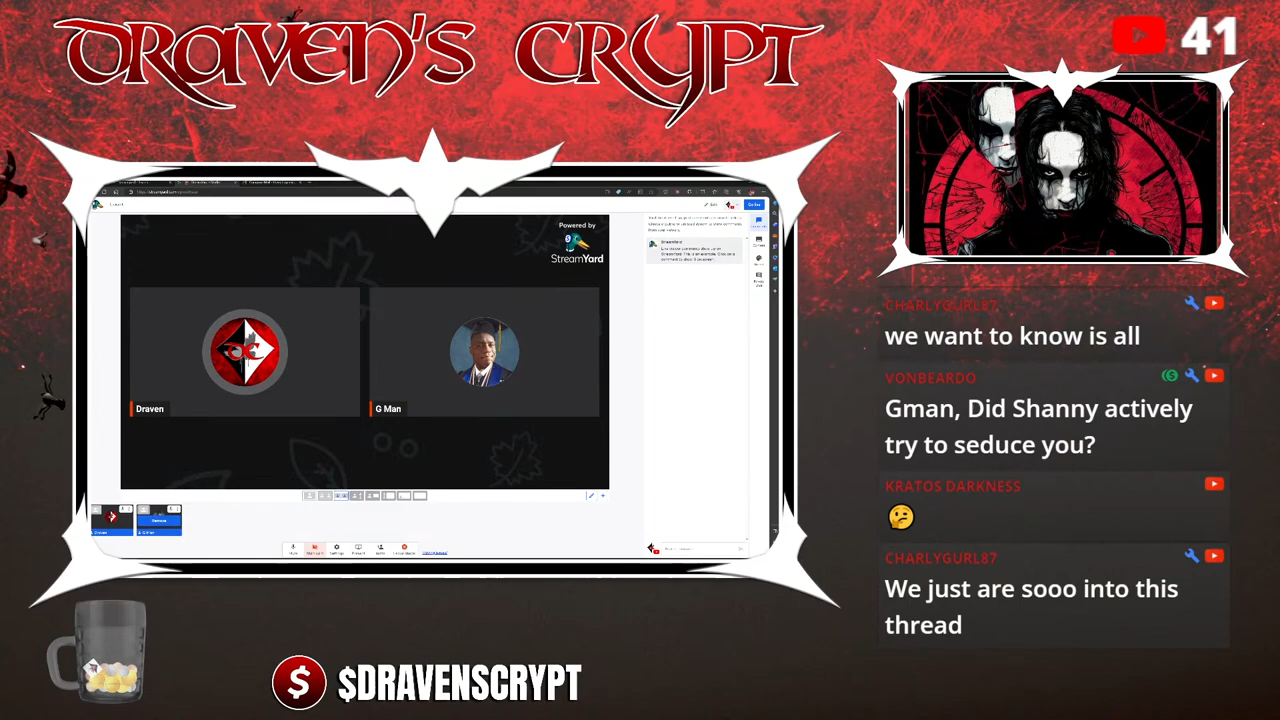 DRAVEN'S CRYPT
41
Powered by
StreamYard
Draven
G Man
CHARLYGURL87
we want to know is all
VONBEARDO
Gman, Did Shanny actively
try to seduce you?
KRATOS DARKNESS
CHARLYGURL87
We just are sooo into this
thread
$
$DRAVENSCRYPT